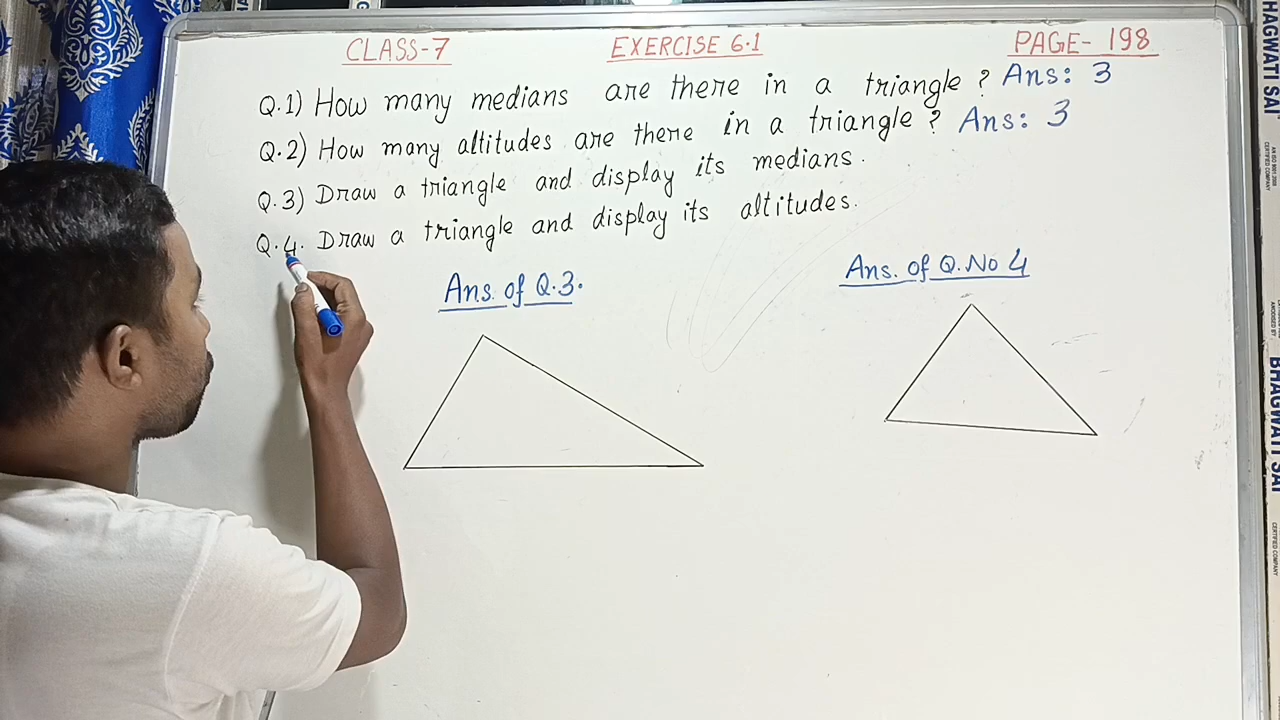 CLASS-7 EXERCISE 6.1 PAGE- 198
Q.1) How many medians are there in a triangle? Ans: 3
Q.2) How many altitudes are there in a triangle? Ans: 3
Q.3) Draw a triangle and display its medians.
Q.4. Draw a triangle and display its altitudes.
Ans. of Q.3.
Ans. of Q.No 4
BHAGWATI SAI
BHAGWATI SAI